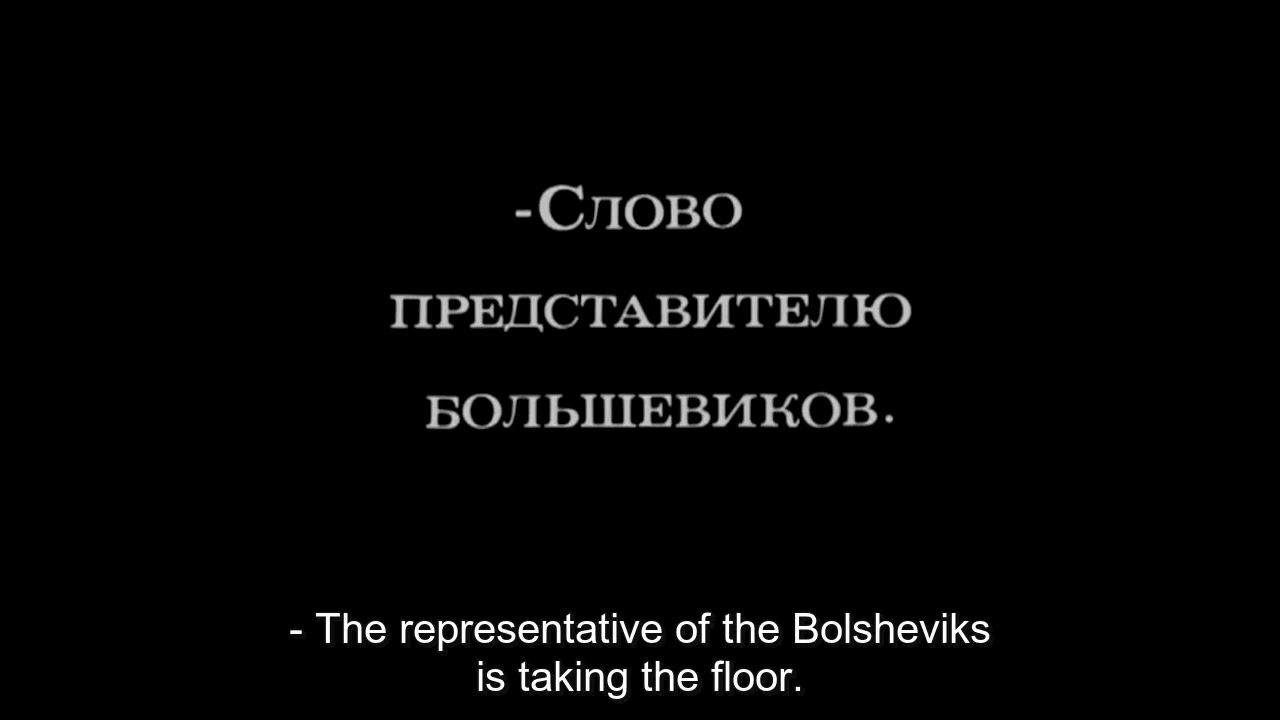 -Слово
представителю
большевиков.
- The representative of the Bolsheviks
is taking the floor.